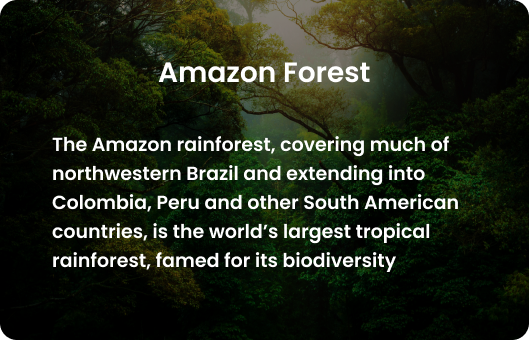 Amazon Forest
The Amazon rainforest, covering much of
northwestern Brazil and extending into
Colombia, Peru and other South American
countries, is the world’s largest tropical
rainforest, famed for its biodiversity